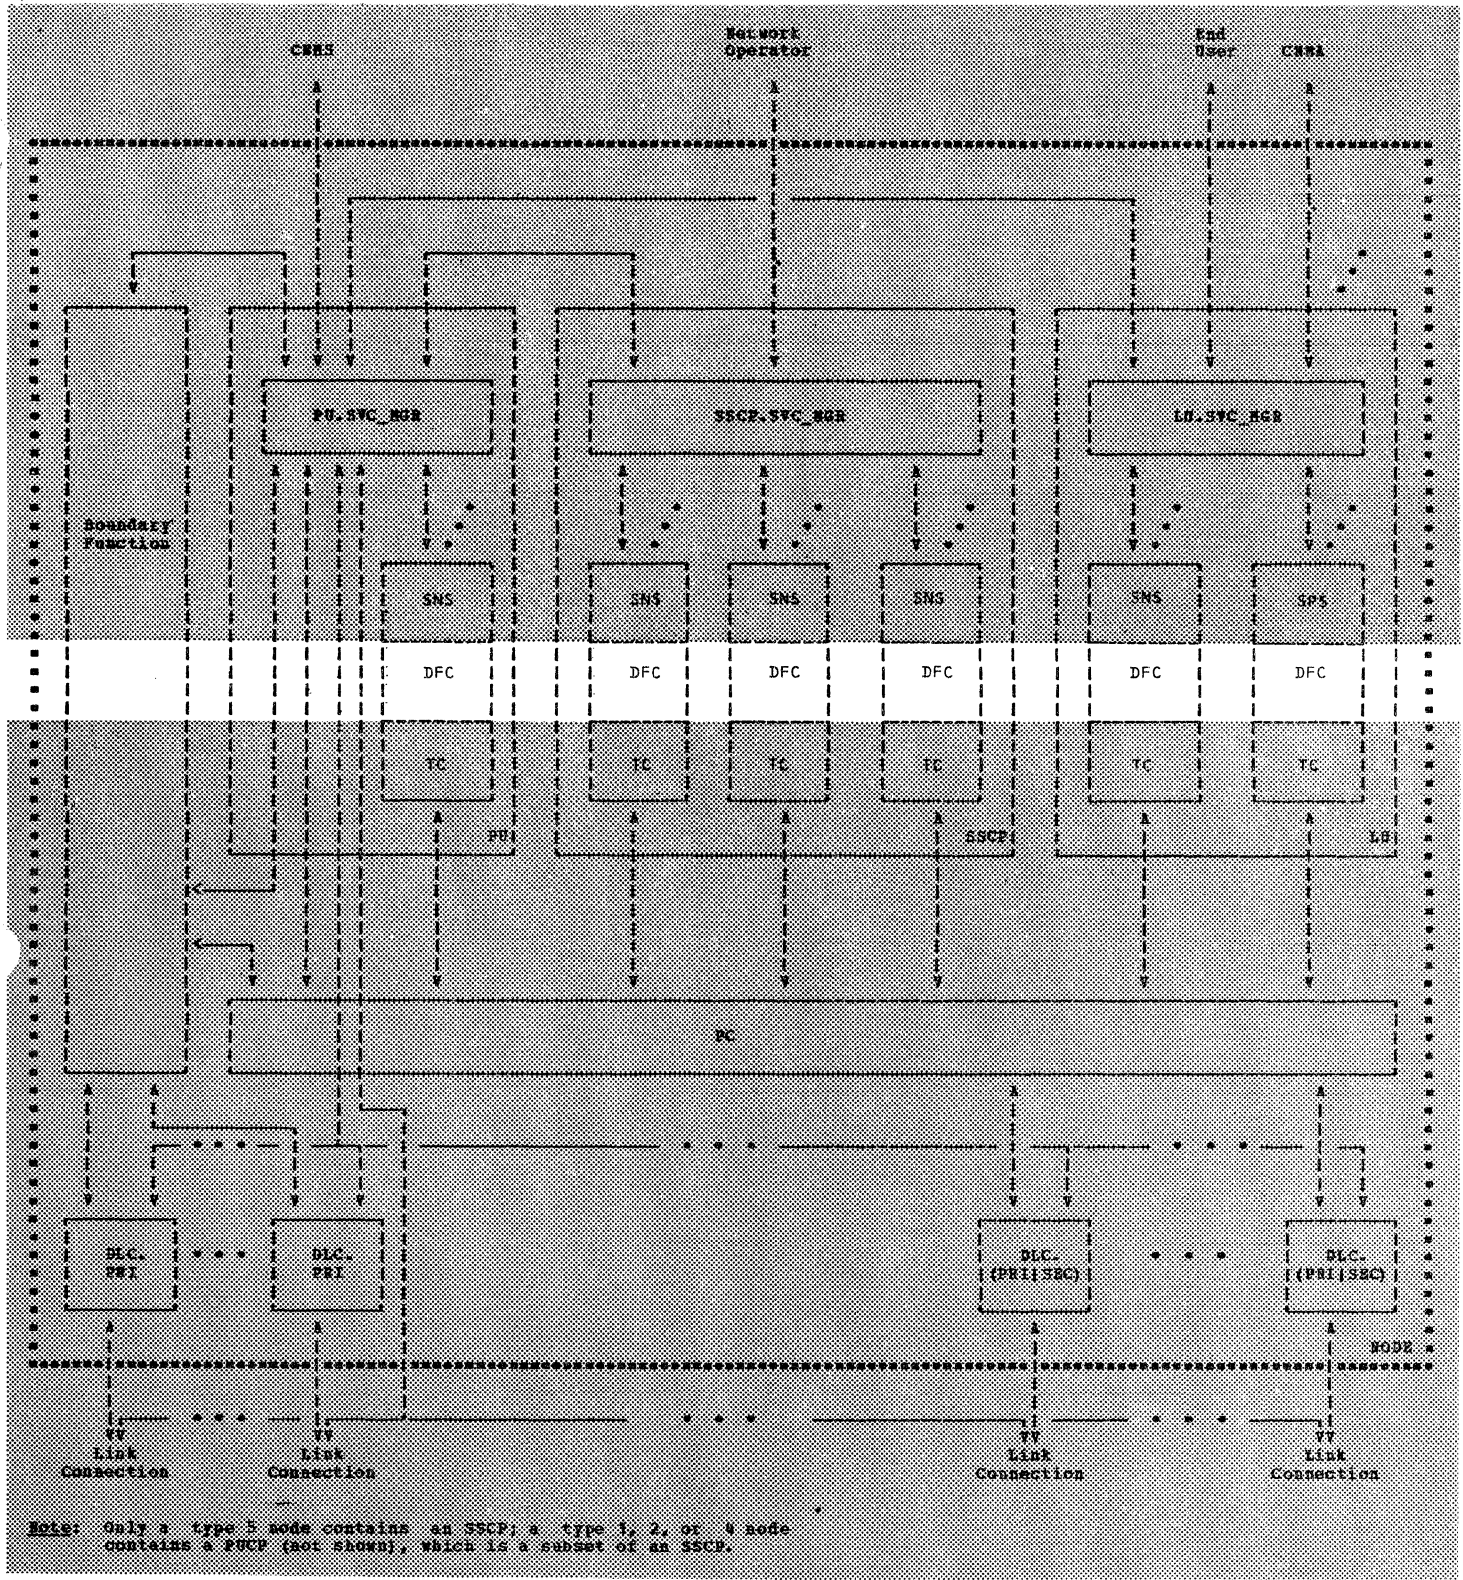 CNMS
Network
Operator
End
User
CNMA
PU.SVC_MGR
SSCP.SVC_MGR
LU.SVC_MGR
Boundary
Function
SNS
SNS
SNS
SNS
SNS
SPS
DFC
DFC
DFC
DFC
DFC
DFC
TC
TC
TC
TC
TC
TC
PU
SSCP
LU
PC
DLC.
PRI
DLC.
PRI
DLC.
(PRI|SEC)
DLC.
(PRI|SEC)
NODE
Link
Connection
Link
Connection
Link
Connection
Link
Connection
Note: Only a type 5 node contains an SSCP; a type 1, 2, or 4 node
contains a PUCP (not shown), which is a subset of an SSCP.